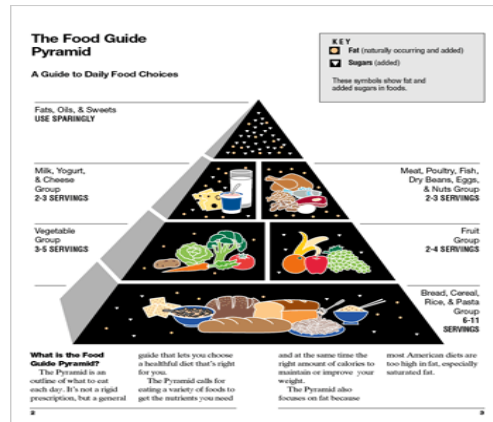 The Food Guide
Pyramid
A Guide to Daily Food Choices
KEY
Fat (naturally occurring and added)
Sugars (added)
These symbols show fat and
added sugars in foods.
Fats, Oils, & Sweets
USE SPARINGLY
Milk, Yogurt,
& Cheese
Group
2-3 SERVINGS
Meat, Poultry, Fish,
Dry Beans, Eggs,
& Nuts Group
2-3 SERVINGS
Vegetable
Group
3-5 SERVINGS
Fruit
Group
2-4 SERVINGS
Bread, Cereal,
Rice, & Pasta
Group
6-11
SERVINGS
What is the Food
Guide Pyramid?
The Pyramid is an
outline of what to eat
each day. It's not a rigid
prescription, but a general
guide that lets you choose
a healthful diet that's right
for you.
The Pyramid calls for
eating a variety of foods to
get the nutrients you need
and at the same time the
right amount of calories to
maintain or improve your
weight.
The Pyramid also
focuses on fat because
most American diets are
too high in fat, especially
saturated fat.
2
3